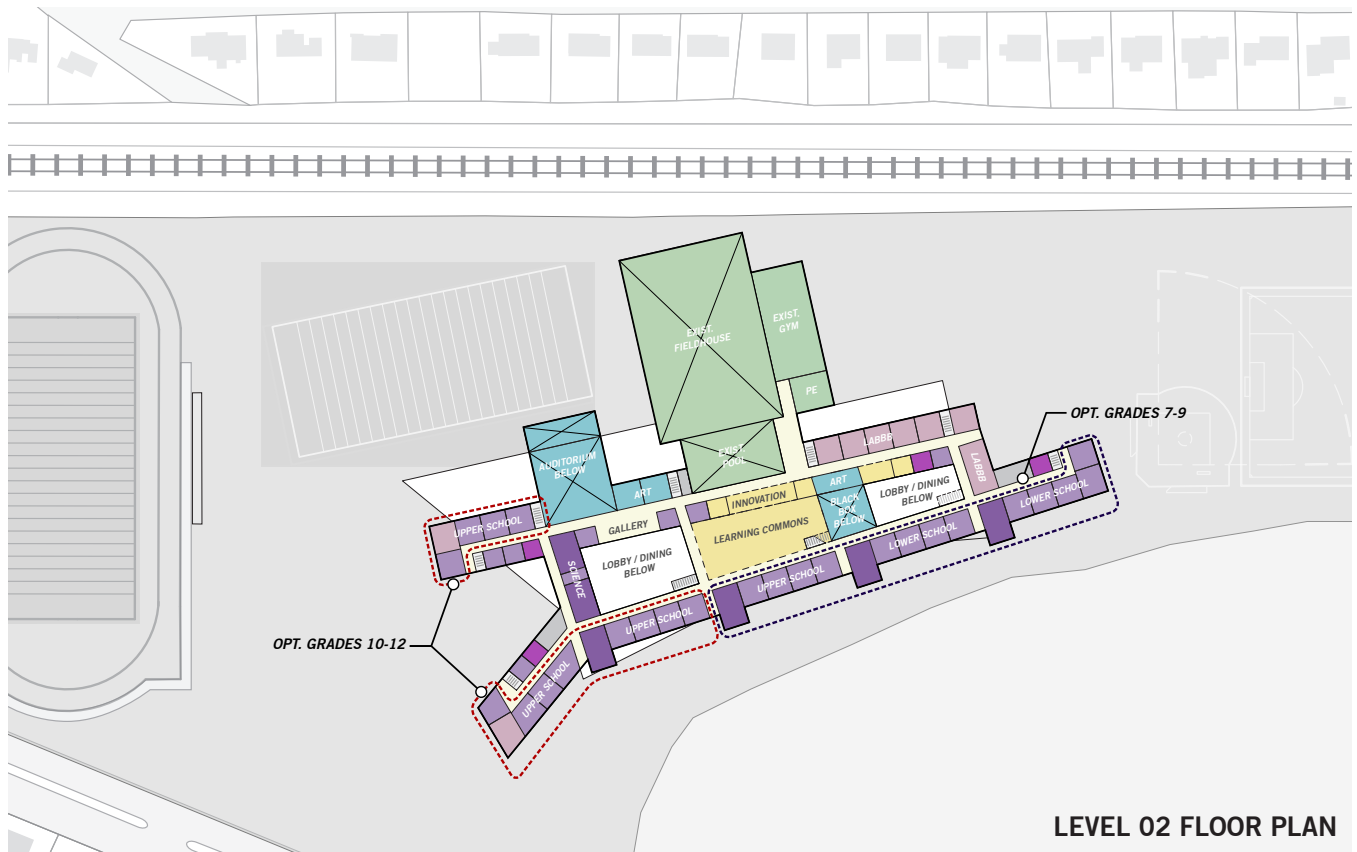 EXIST.
FIELDHOUSE
EXIST.
GYM
PE
OPT. GRADES 7-9
LABBB
EXIST.
POOL
AUDITORIUM
BELOW
ART
LABBB
ART
INNOVATION
LOBBY / DINING
BELOW
LOWER SCHOOL
BLACK
BOX
BELOW
UPPER SCHOOL
GALLERY
LEARNING COMMONS
LOWER SCHOOL
LOBBY / DINING
BELOW
SCIENCE
UPPER SCHOOL
UPPER SCHOOL
OPT. GRADES 10-12
UPPER SCHOOL
LEVEL 02 FLOOR PLAN